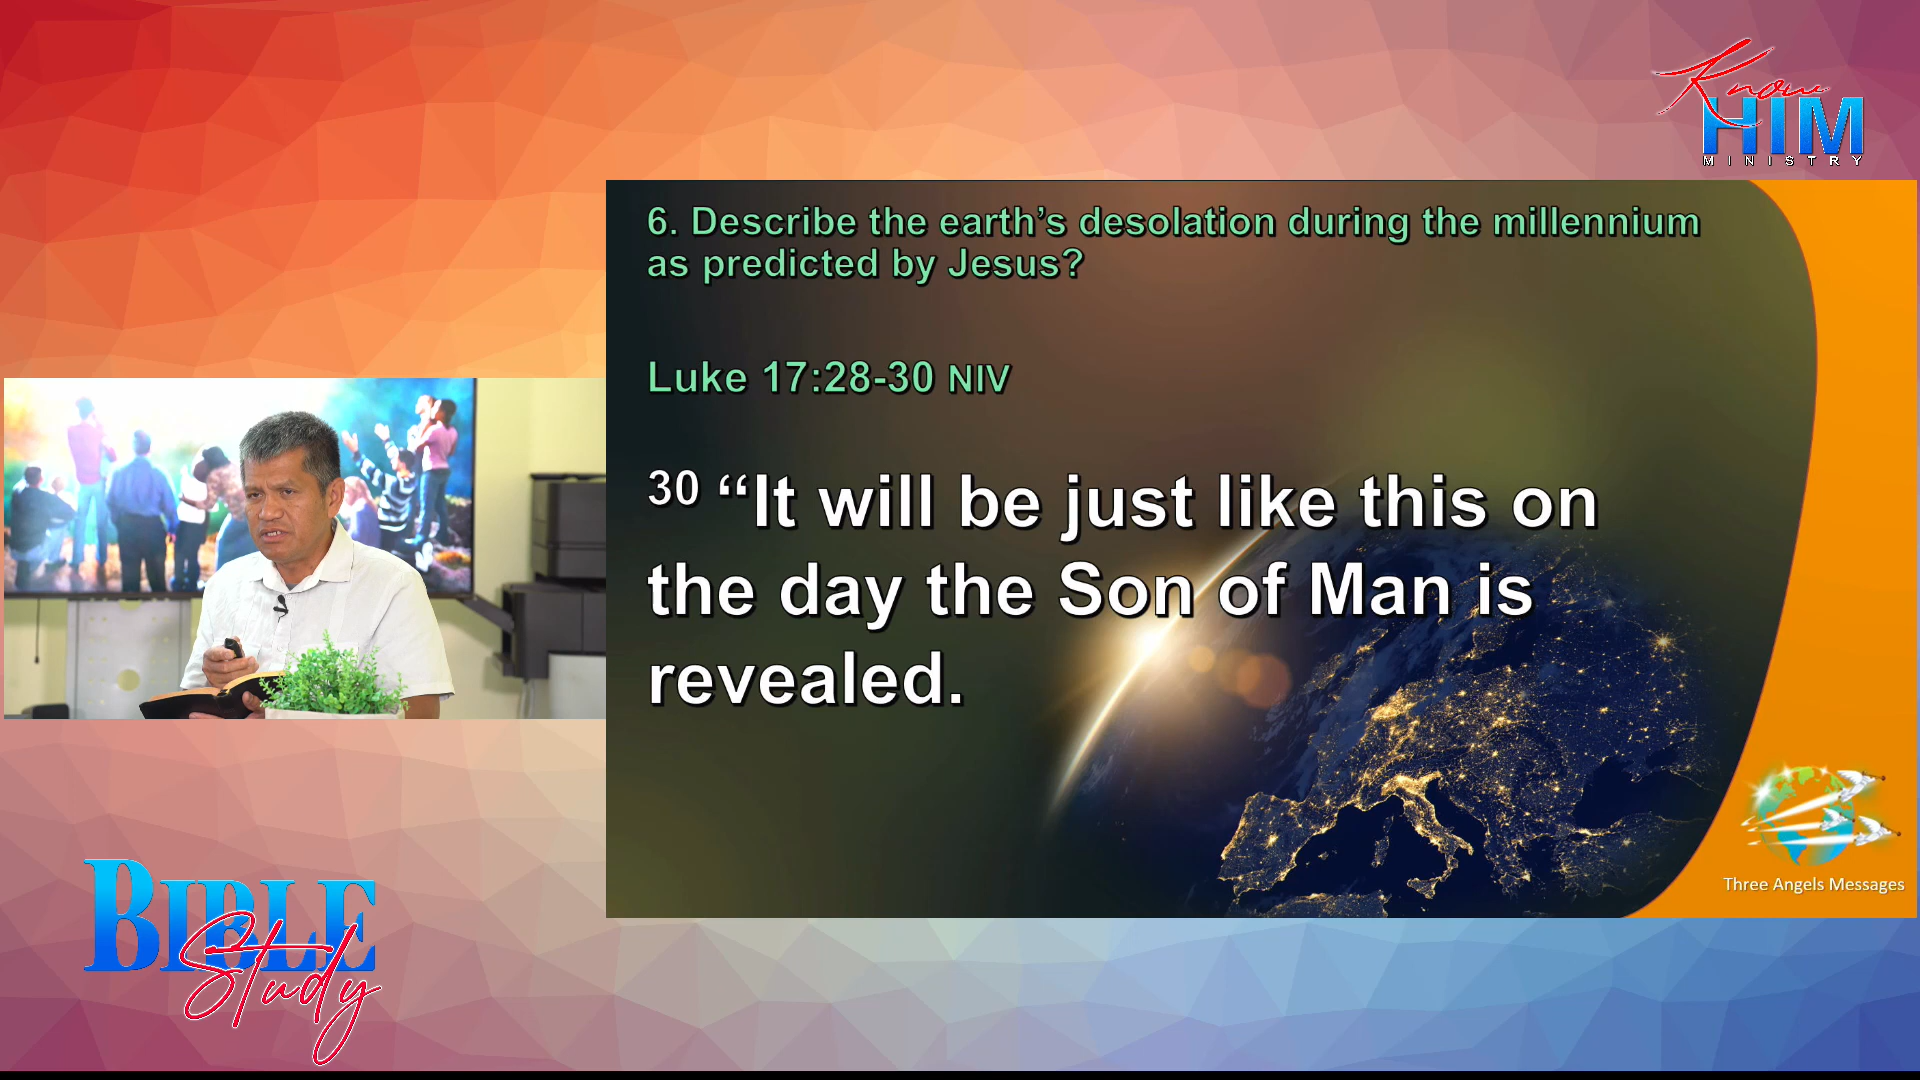 Know
HIM
MINISTRY
6. Describe the earth’s desolation during the millennium
as predicted by Jesus?
Luke 17:28-30 NIV
30 “It will be just like this on
the day the Son of Man is
revealed.
Three Angels Messages
BIBLE
Study